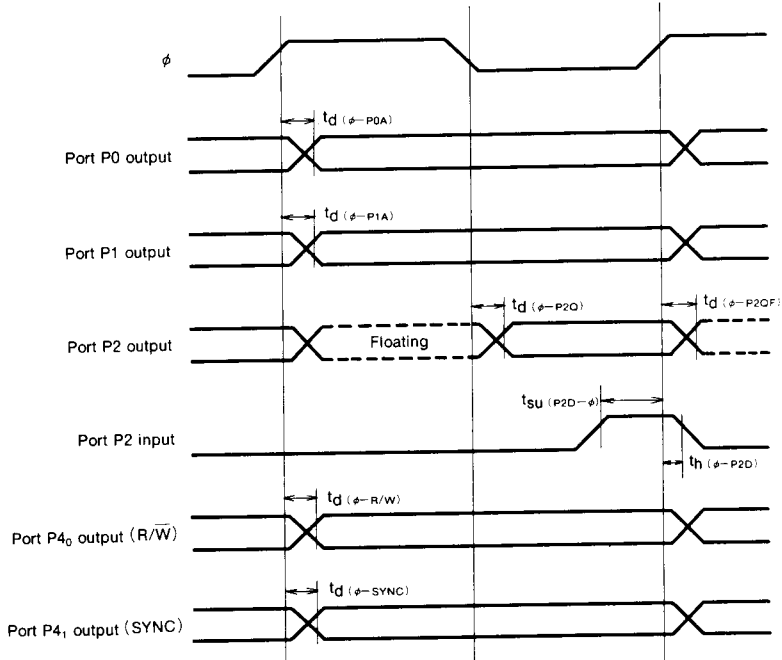 ϕ
td (ϕ–P0A)
Port P0 output
td (ϕ–P1A)
Port P1 output
td (ϕ–P2Q)
td (ϕ–P2QF)
Port P2 output
Floating
tsu (P2D–ϕ)
Port P2 input
th (ϕ–P2D)
td (ϕ–R/W)
Port P4₀ output (R/W̅)
td (ϕ–SYNC)
Port P4₁ output (SYNC)